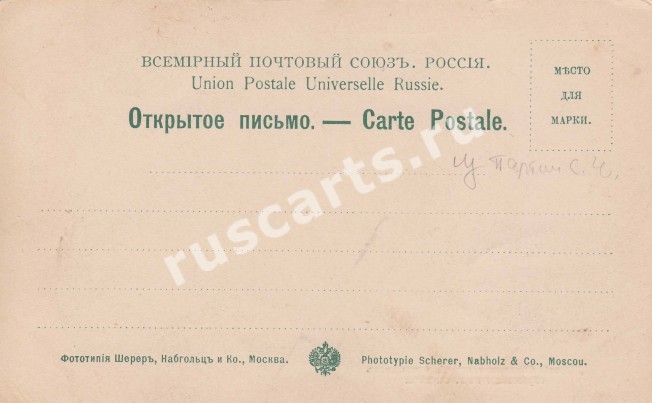 ВСЕМІРНЫЙ ПОЧТОВЫЙ СОЮЗЪ. РОССІЯ.
Union Postale Universelle Russie.
Открытое письмо. — Carte Postale.
МѢСТО
ДЛЯ
МАРКИ.
ruscarts.ru
Фототипія Шереръ, Набгольцъ и Ко., Москва.
Phototypie Scherer, Nabholz & Co., Moscou.